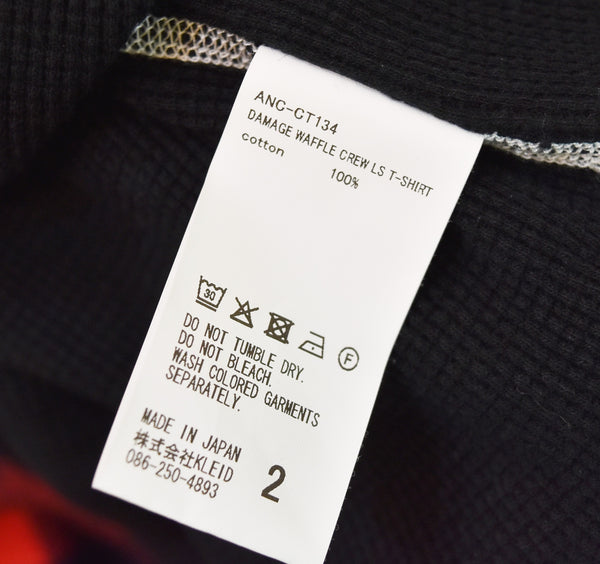 ANC-CT134
DAMAGE WAFFLE CREW LS T-SHIRT
cotton 100%
30
F
DO NOT TUMBLE DRY.
DO NOT BLEACH.
WASH COLORED GARMENTS
SEPARATELY.
MADE IN JAPAN
株式会社KLEID
086-250-4893
2